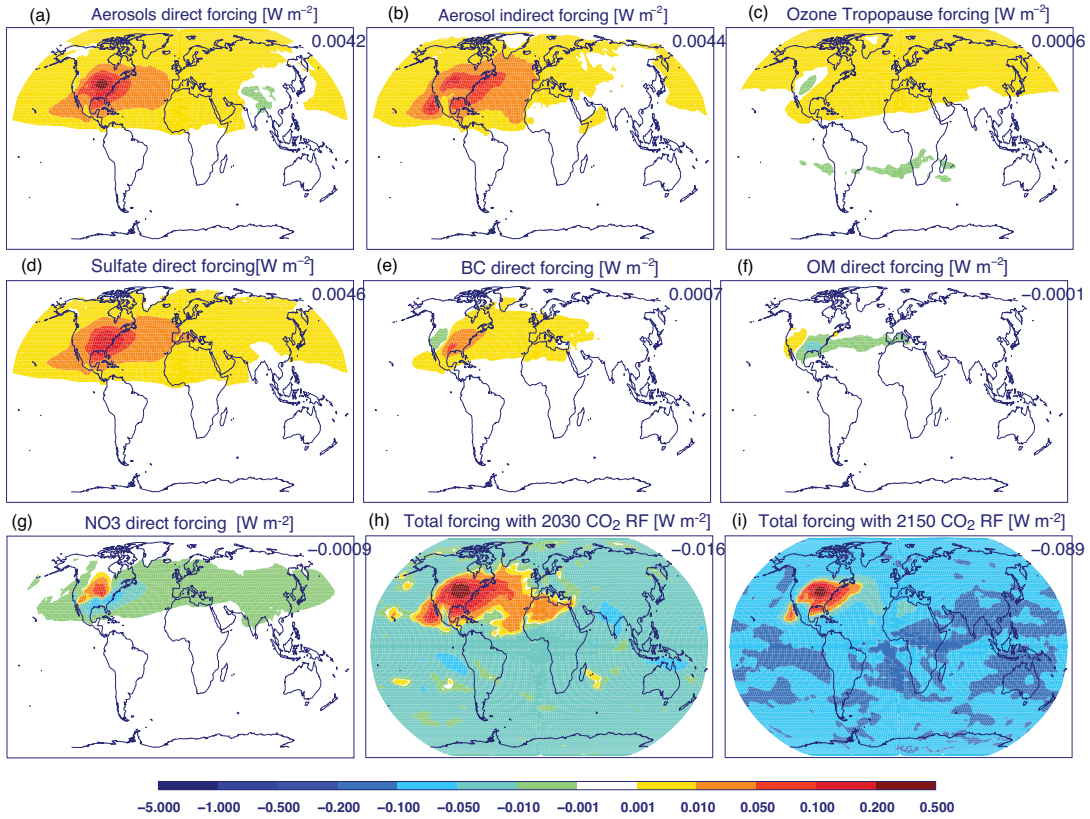 (a) Aerosols direct forcing [W m−2]
0.0042
(b) Aerosol indirect forcing [W m−2]
0.0044
(c) Ozone Tropopause forcing [W m−2]
0.0006
(d) Sulfate direct forcing[W m−2]
0.0046
(e) BC direct forcing [W m−2]
0.0007
(f) OM direct forcing [W m−2]
−0.0001
(g) NO3 direct forcing [W m-2]
−0.0009
(h) Total forcing with 2030 CO2 RF [W m-2]
−0.016
(i) Total forcing with 2150 CO2 RF [W m-2]
−0.089
-5.000 -1.000 -0.500 -0.200 -0.100 -0.050 -0.010 -0.001 0.001 0.010 0.050 0.100 0.200 0.500